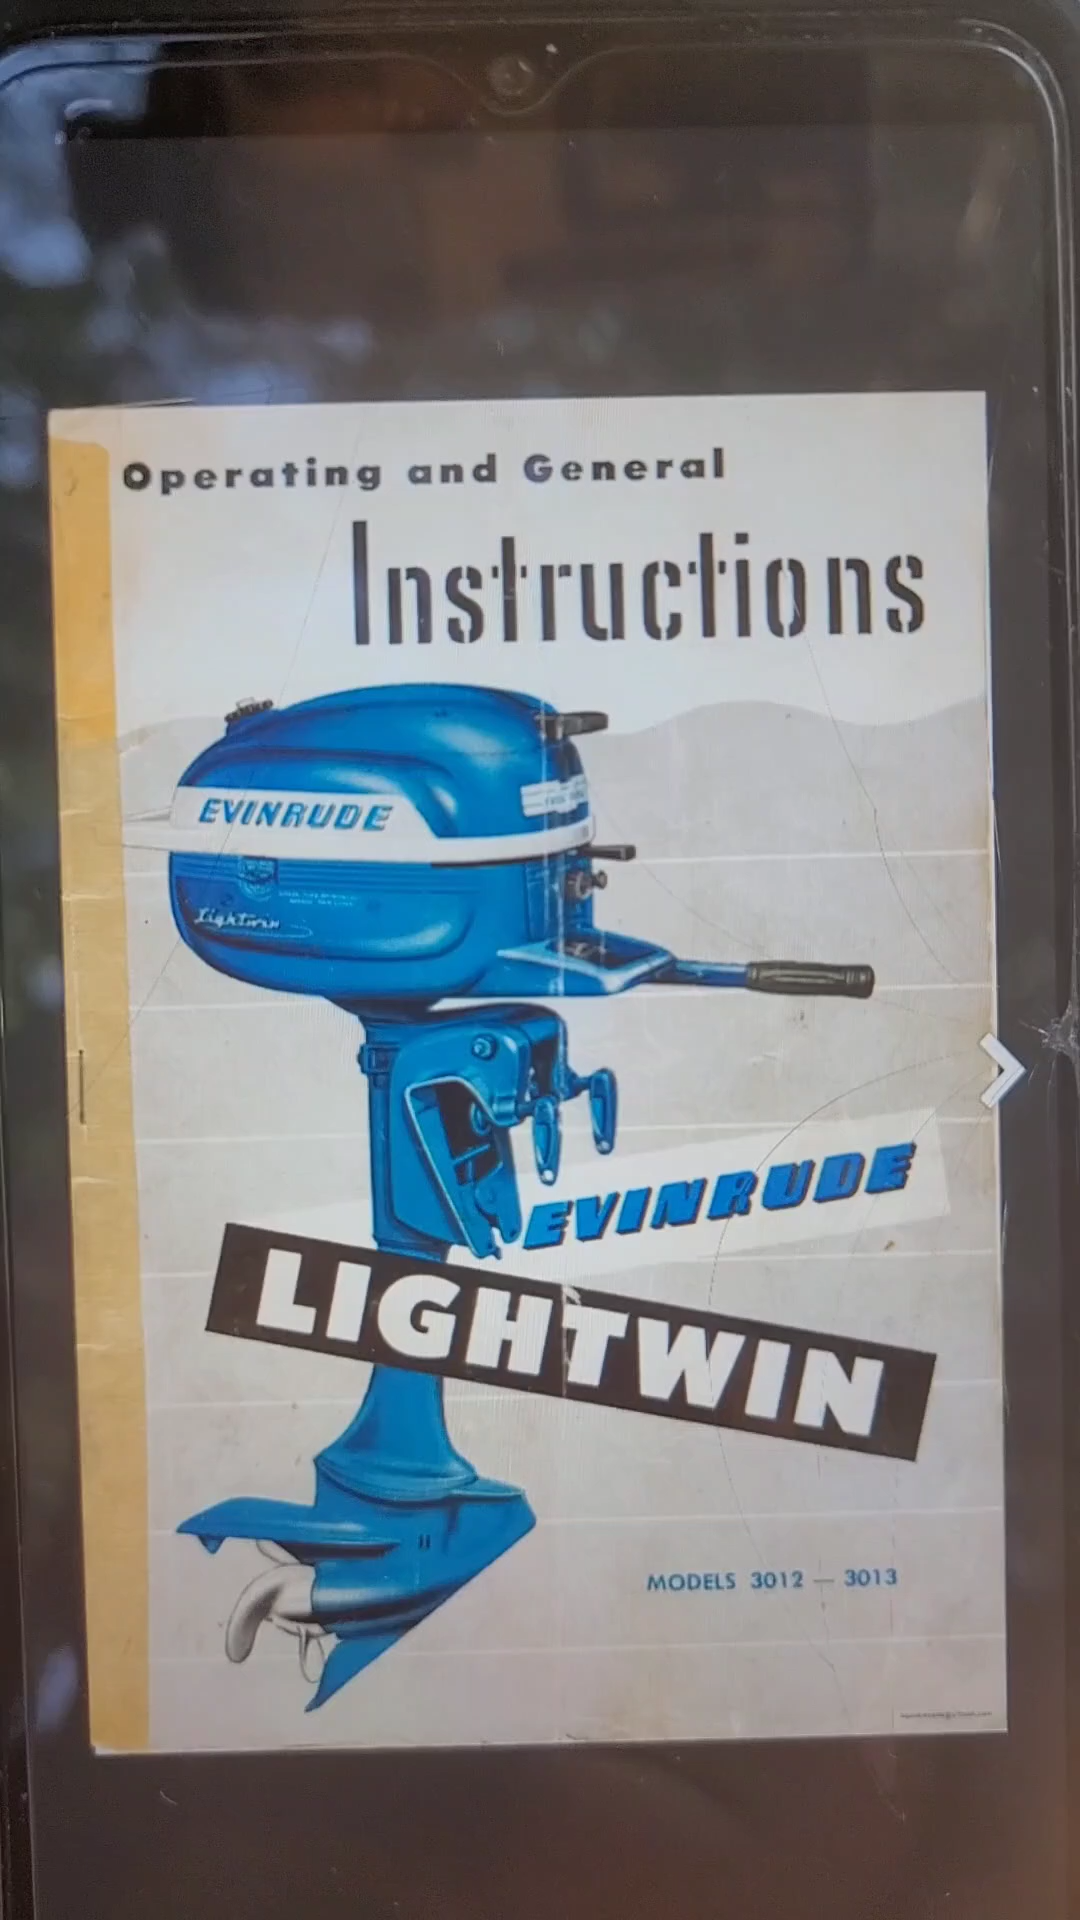 Operating and General
Instructions
EVINRUDE
Lightwin
EVINRUDE
LIGHTWIN
MODELS 3012 — 3013